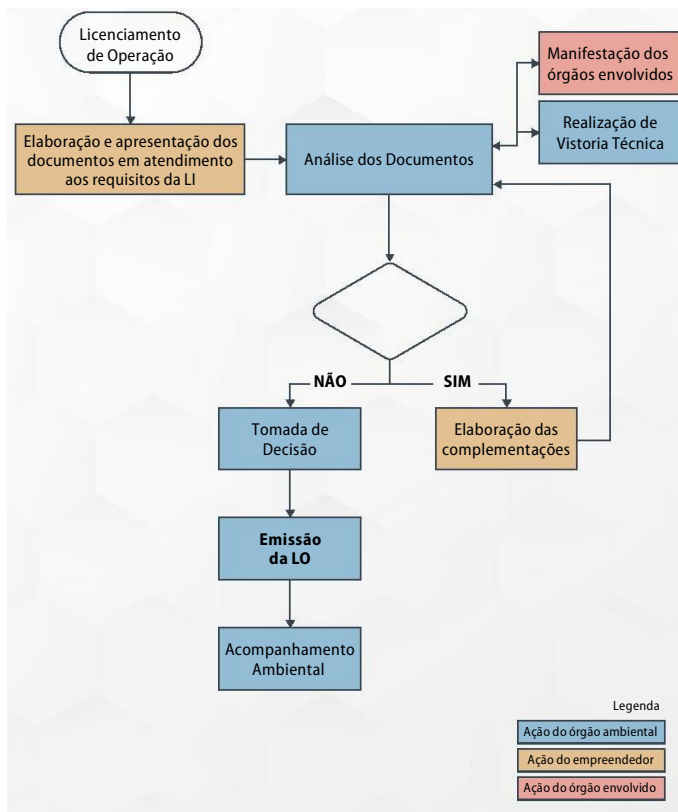 Licenciamento
de Operação
Manifestação dos
órgãos envolvidos
Elaboração e apresentação dos
documentos em atendimento
aos requisitos da LI
Análise dos Documentos
Realização de
Vistoria Técnica
NÃO
SIM
Tomada de
Decisão
Elaboração das
complementações
Emissão
da LO
Acompanhamento
Ambiental
Legenda
Ação do órgão ambiental
Ação do empreendedor
Ação do órgão envolvido